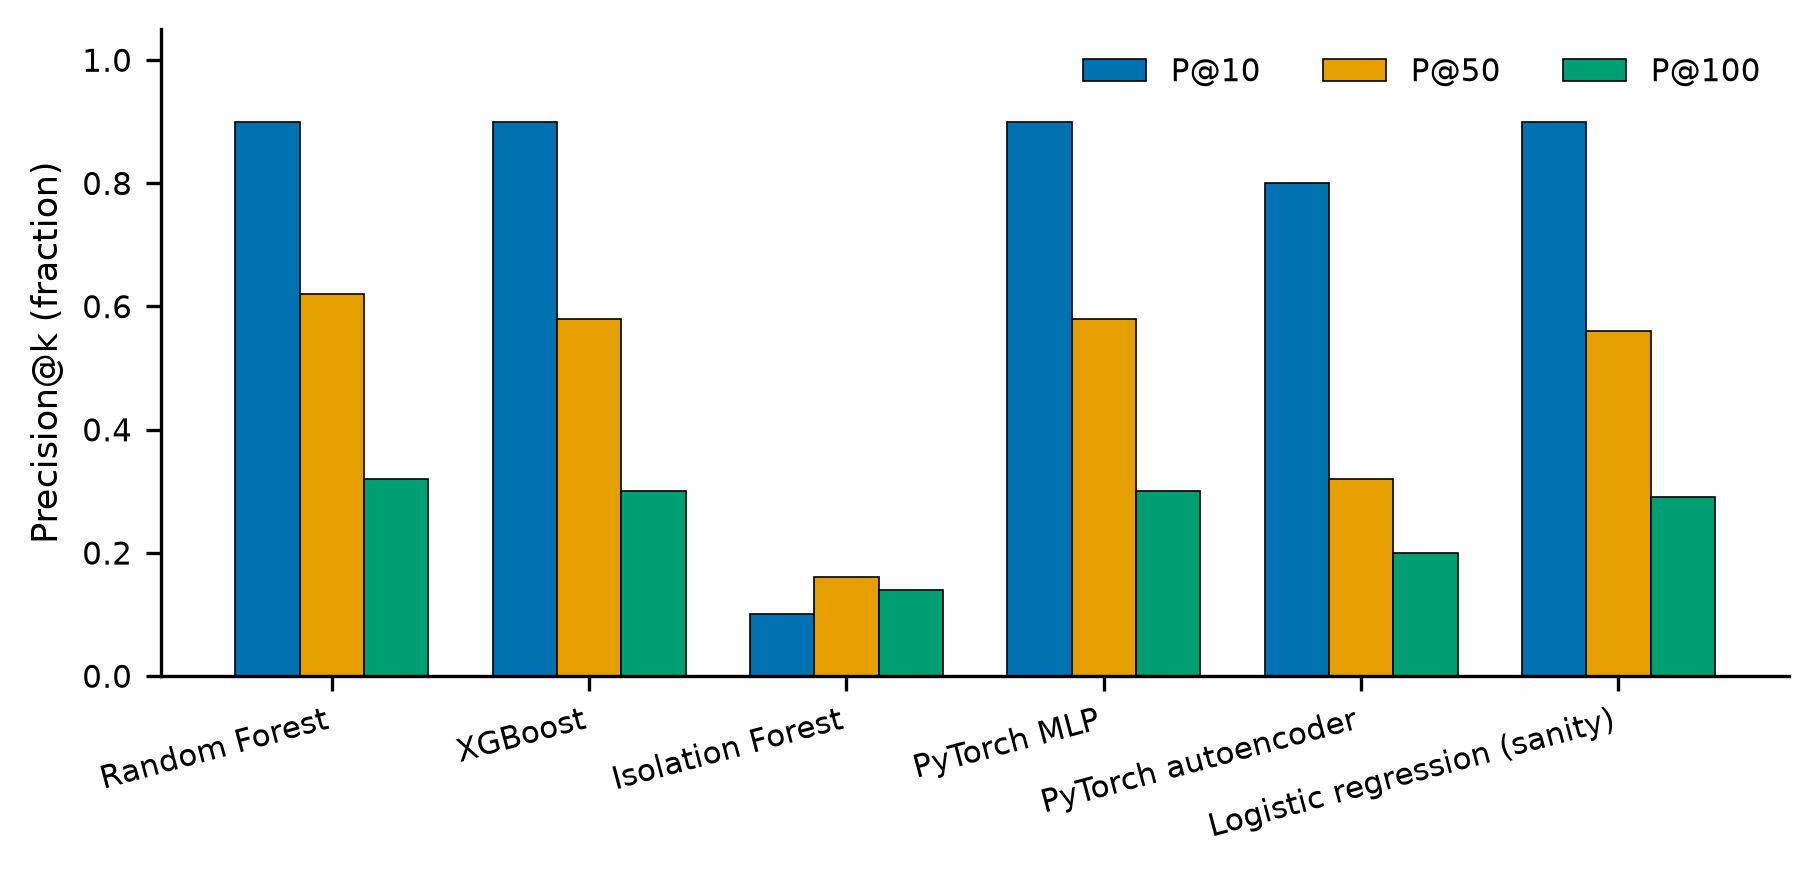 P@10 P@50 P@100
Precision@k (fraction)
1.0
0.8
0.6
0.4
0.2
0.0
Random Forest
XGBoost
Isolation Forest
PyTorch MLP
PyTorch autoencoder
Logistic regression (sanity)